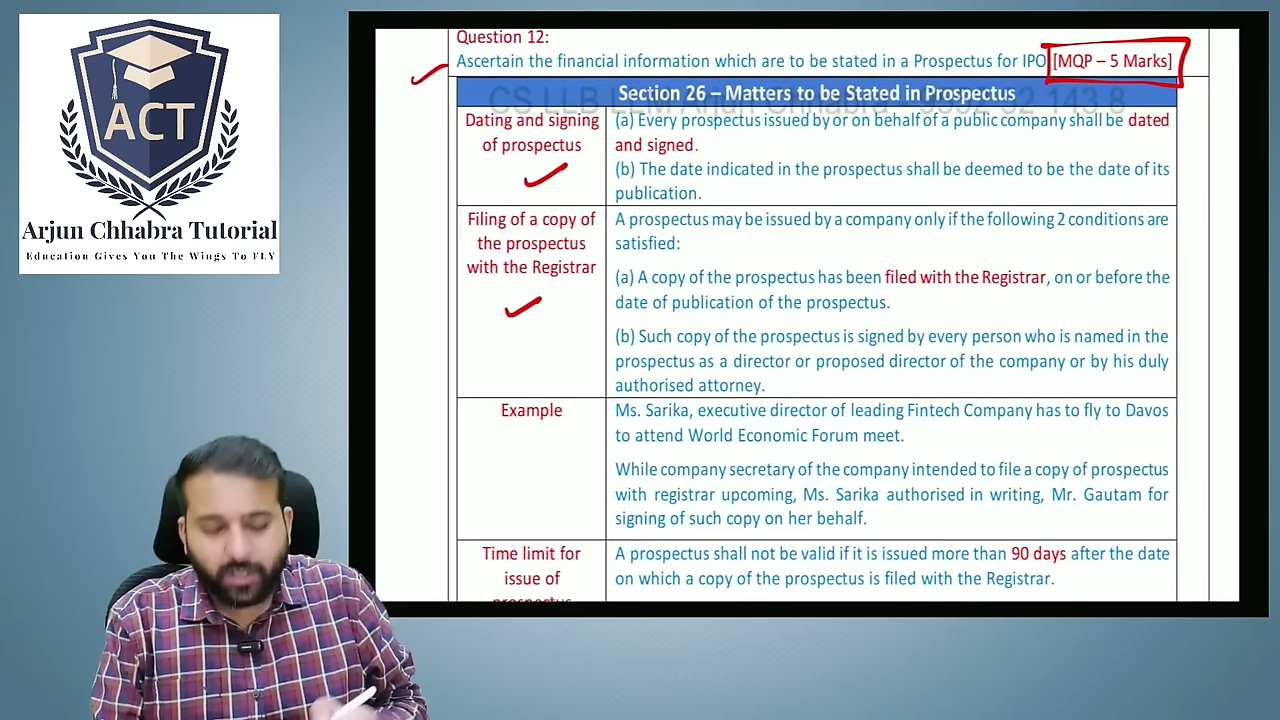 ACT
Arjun Chhabra Tutorial
Education Gives You The Wings To FLY
Question 12:
Ascertain the financial information which are to be stated in a Prospectus for IPO [MQP – 5 Marks]
Section 26 – Matters to be Stated in Prospectus
CS LLB LLM Arjun Chhabra
143 8
Dating and signing
of prospectus
(a) Every prospectus issued by or on behalf of a public company shall be dated
and signed.
(b) The date indicated in the prospectus shall be deemed to be the date of its
publication.
Filing of a copy of
the prospectus
with the Registrar
A prospectus may be issued by a company only if the following 2 conditions are
satisfied:
(a) A copy of the prospectus has been filed with the Registrar, on or before the
date of publication of the prospectus.
(b) Such copy of the prospectus is signed by every person who is named in the
prospectus as a director or proposed director of the company or by his duly
authorised attorney.
Example
Ms. Sarika, executive director of leading Fintech Company has to fly to Davos
to attend World Economic Forum meet.
While company secretary of the company intended to file a copy of prospectus
with registrar upcoming, Ms. Sarika authorised in writing, Mr. Gautam for
signing of such copy on her behalf.
Time limit for
issue of
prospectus
A prospectus shall not be valid if it is issued more than 90 days after the date
on which a copy of the prospectus is filed with the Registrar.